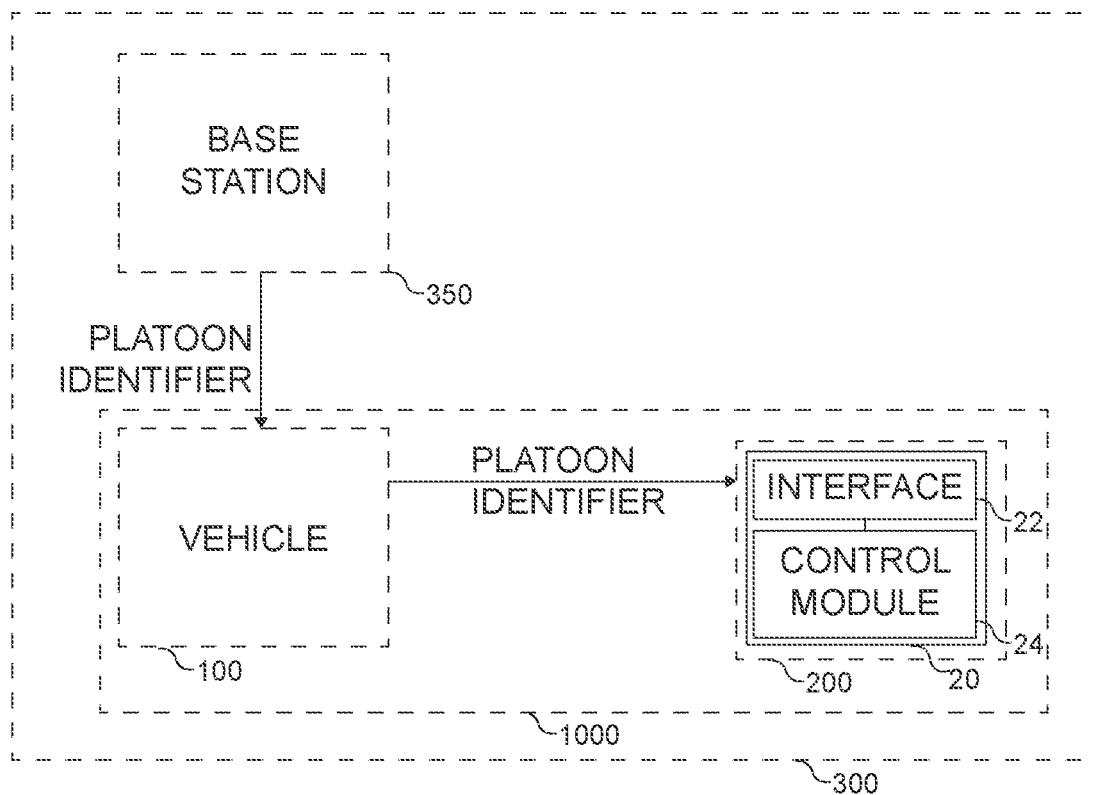 BASE
STATION
350
PLATOON
IDENTIFIER
VEHICLE
100
PLATOON
IDENTIFIER
INTERFACE
22
CONTROL
MODULE
24
20
200
1000
300